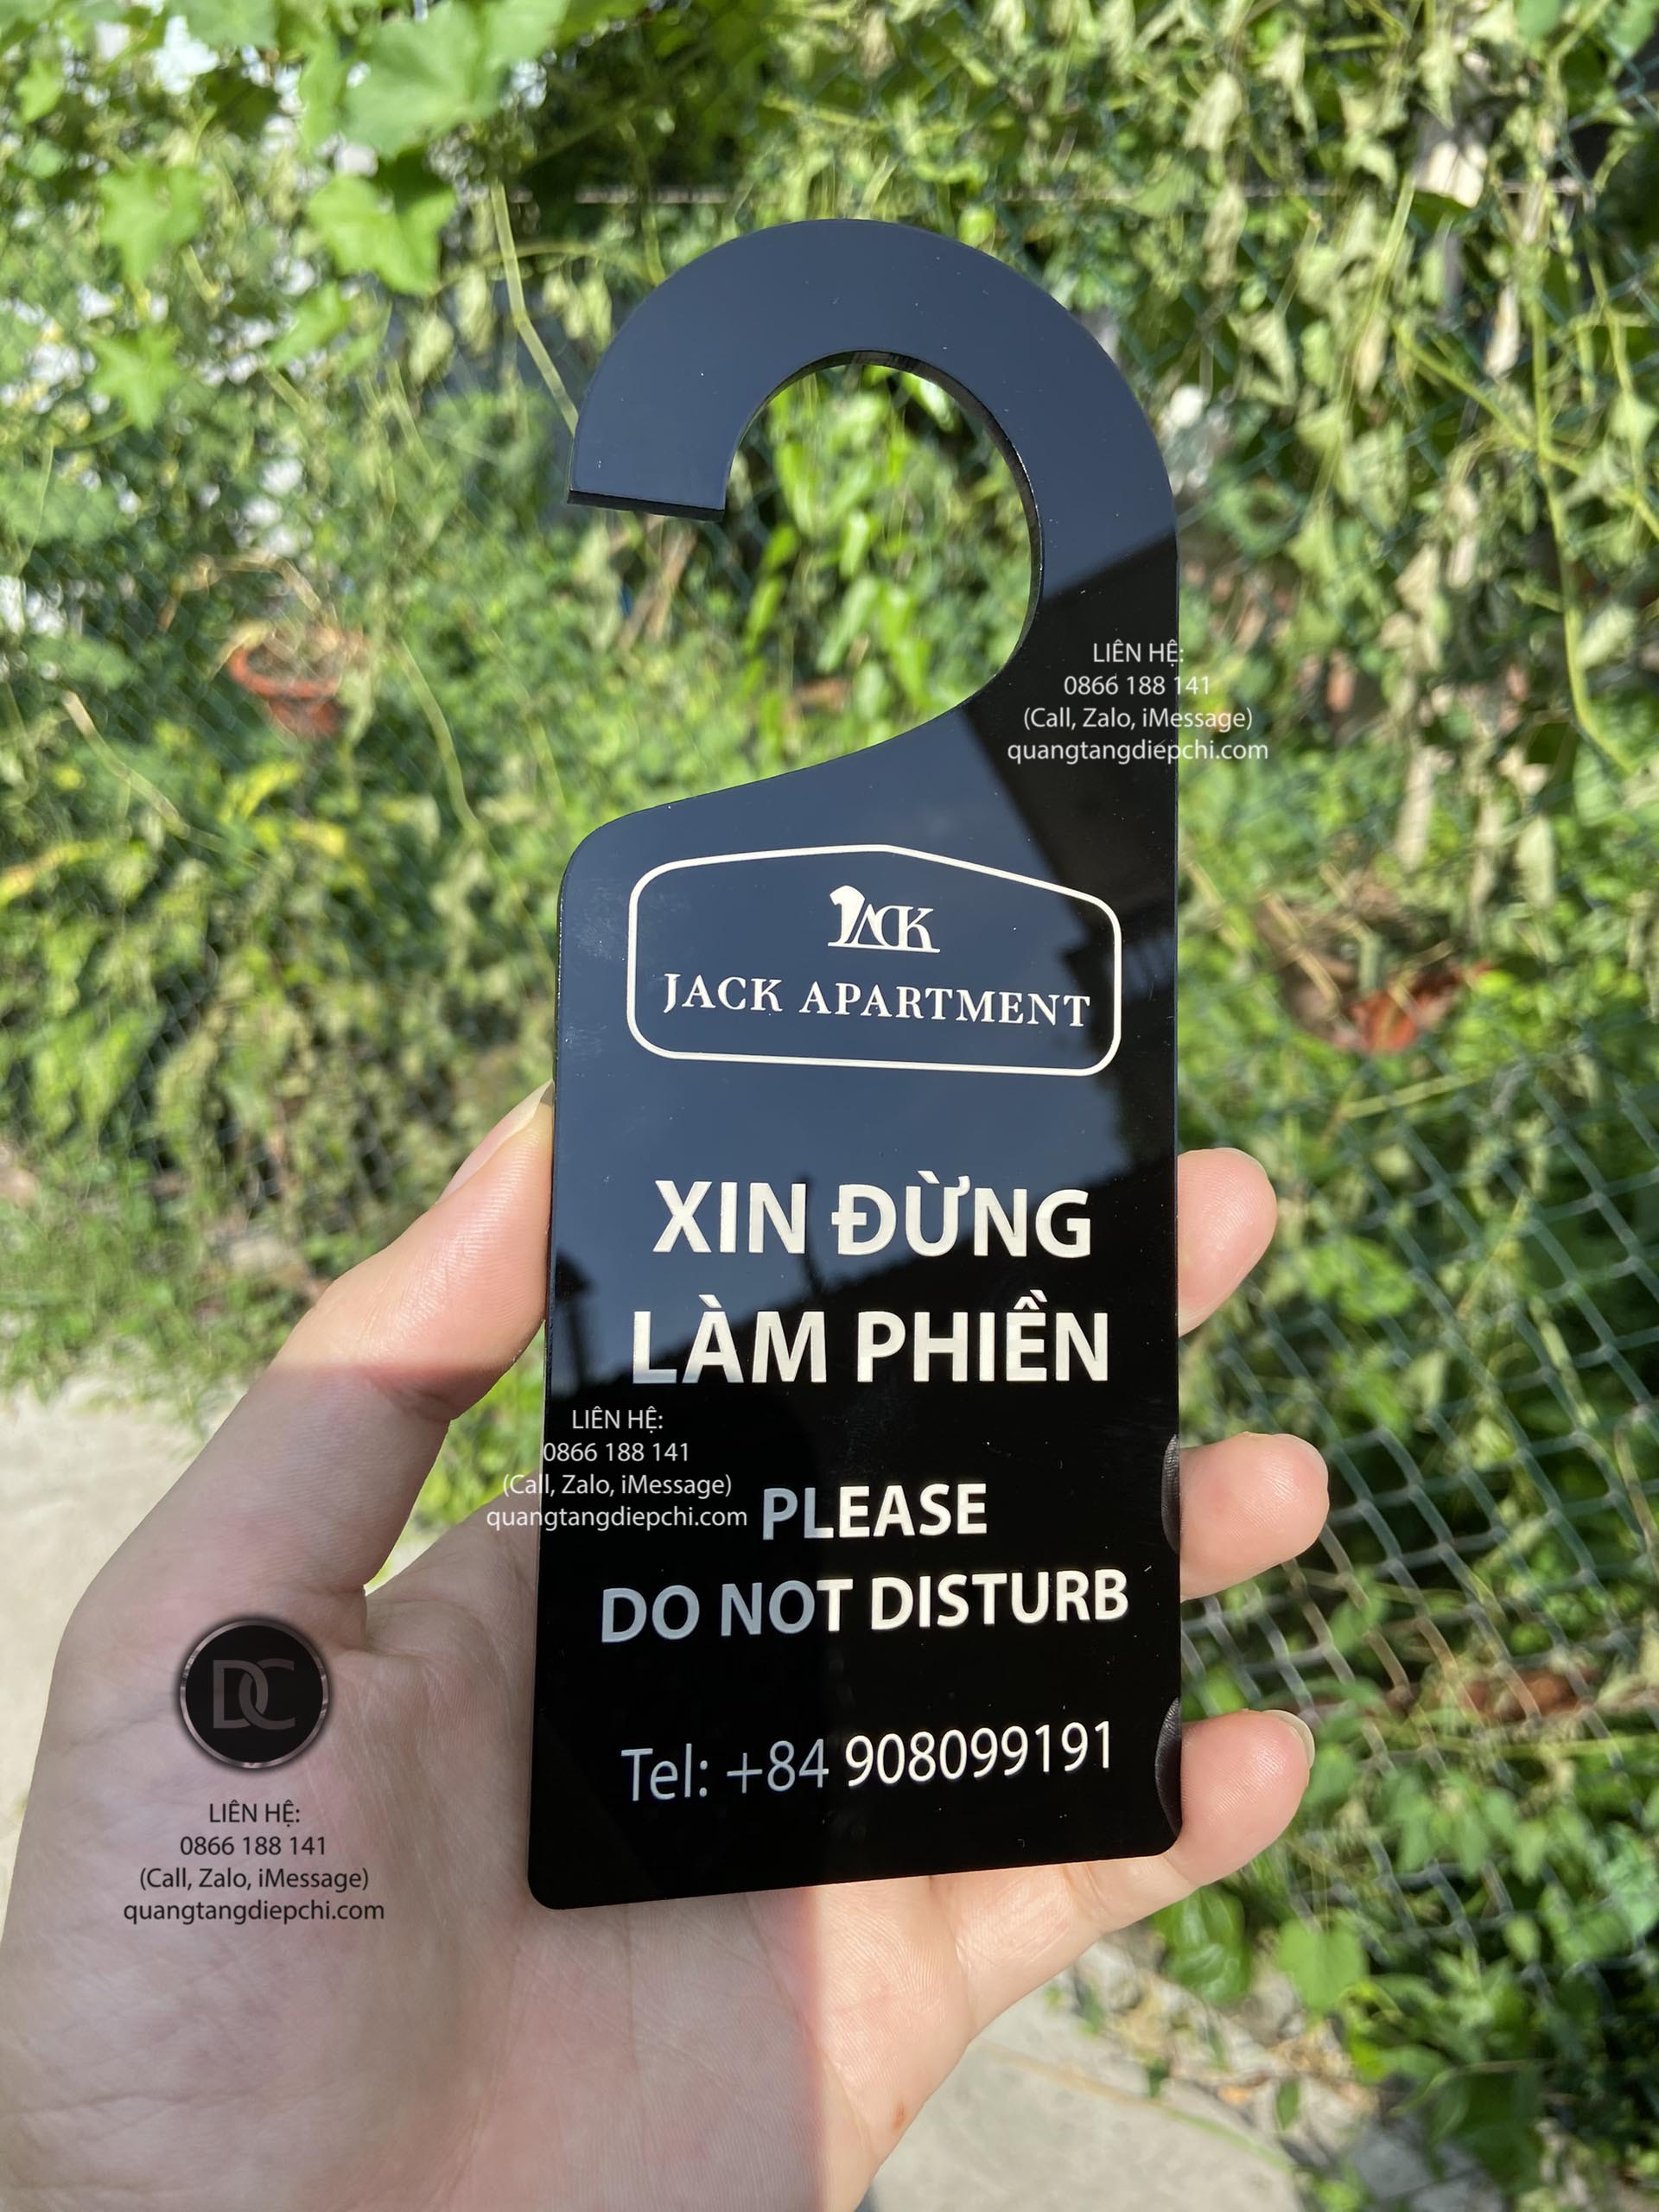 LIÊN HỆ:
0866 188 141
(Call, Zalo, iMessage)
quangtangdiepchi.com
JACK
JACK APARTMENT
XIN ĐỪNG
LÀM PHIỀN
LIÊN HỆ:
0866 188 141
(Call, Zalo, iMessage)
quangtangdiepchi.com
PLEASE
DO NOT DISTURB
Tel: +84 908099191
DC
LIÊN HỆ:
0866 188 141
(Call, Zalo, iMessage)
quangtangdiepchi.com